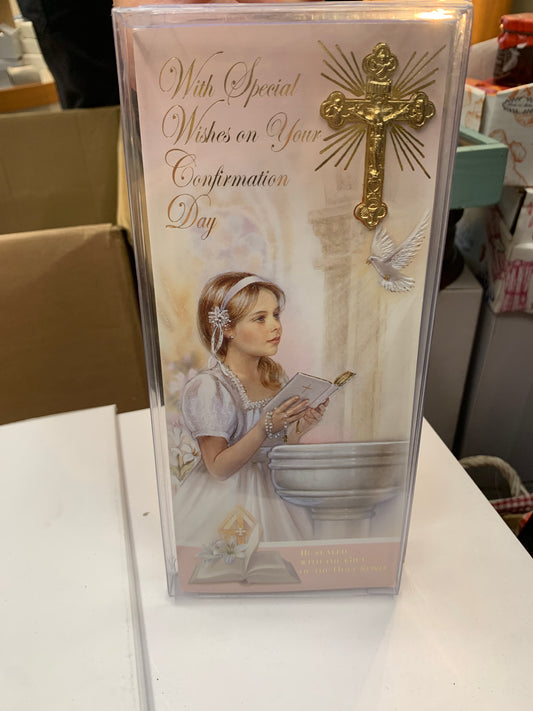 With Special
Wishes on Your
Confirmation
Day
Be sealed
with the Gift
of the Holy Spirit